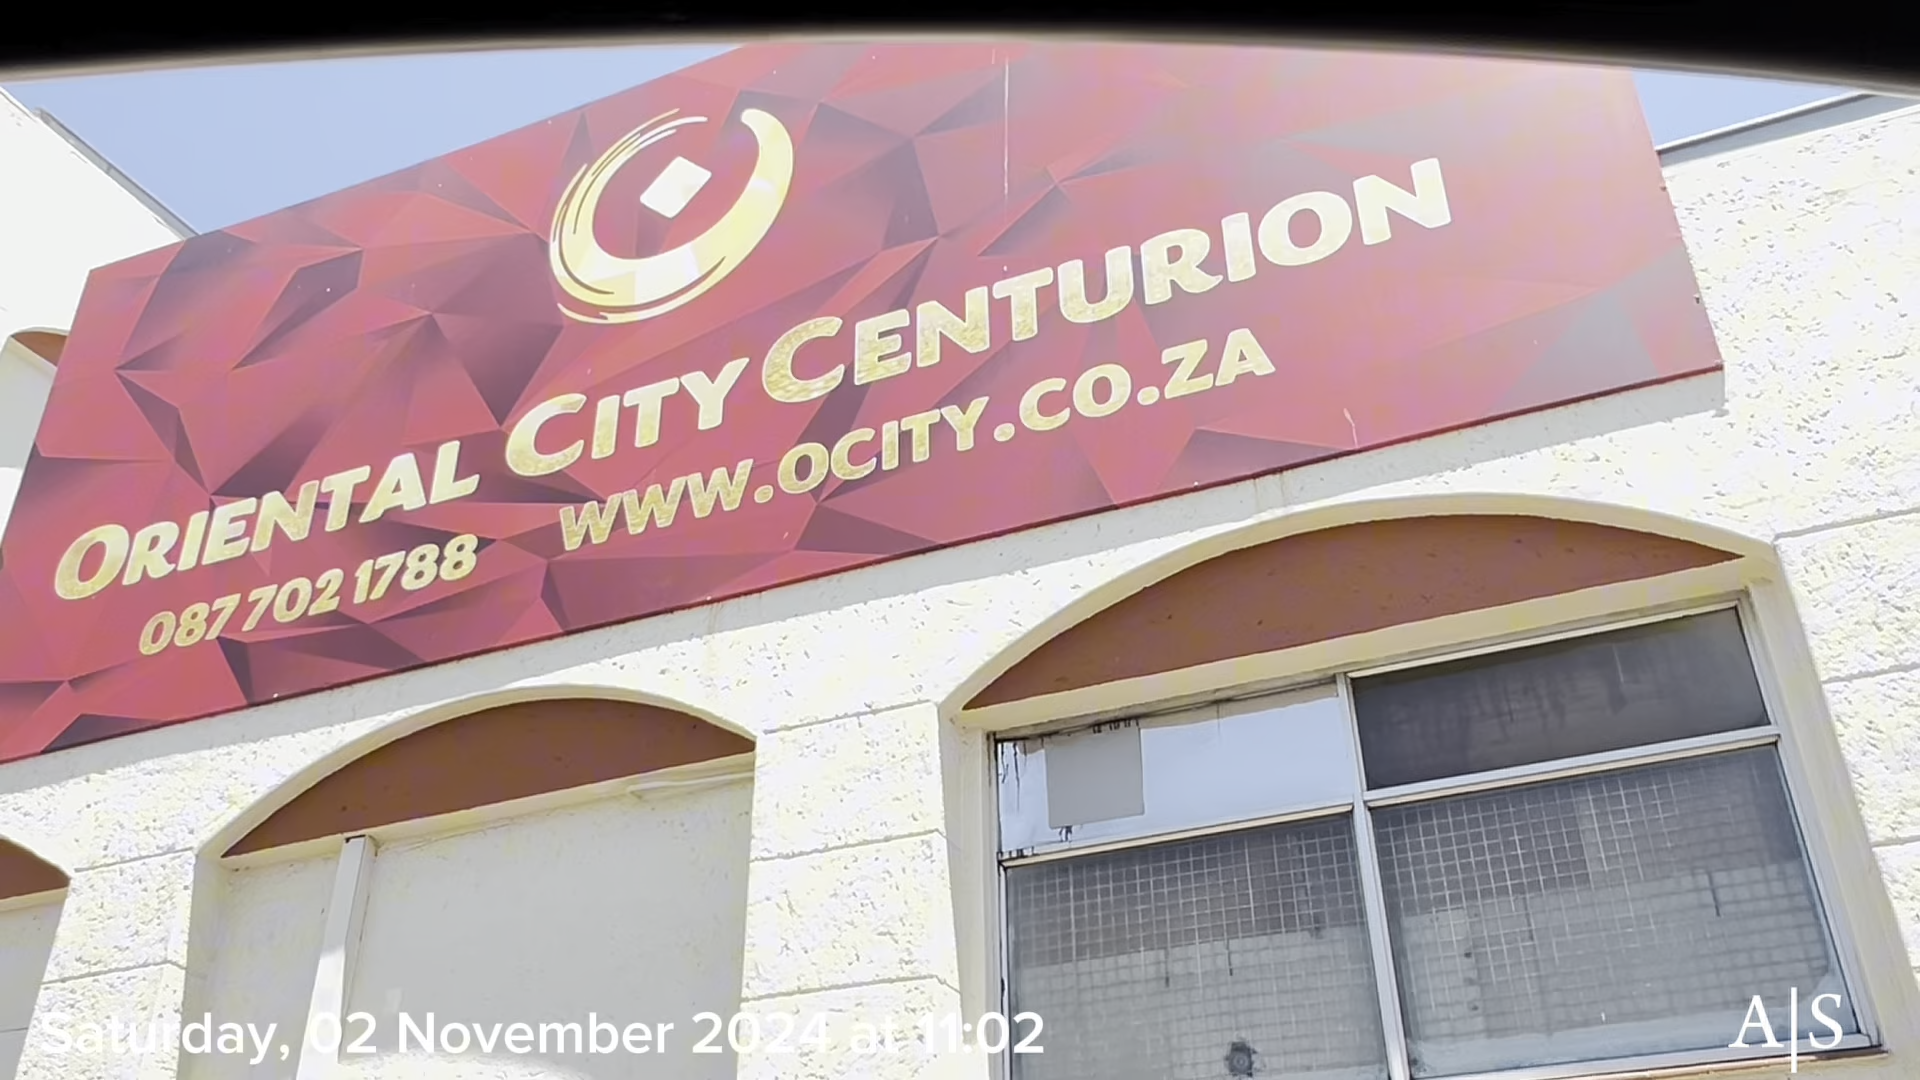 ORIENTAL CITY CENTURION
087 702 1788 WWW.OCITY.CO.ZA
Saturday, 02 November 2024 at 11:02
A|S